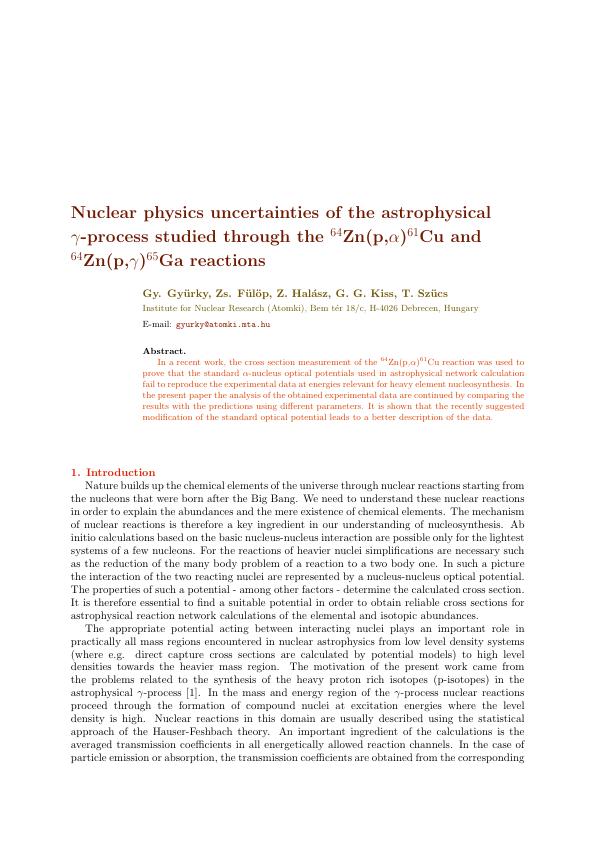 Nuclear physics uncertainties of the astrophysical
γ-process studied through the ⁶⁴Zn(p,α)⁶¹Cu and
⁶⁴Zn(p,γ)⁶⁵Ga reactions
Gy. Gyürky, Zs. Fülöp, Z. Halász, G. G. Kiss, T. Szücs
Institute for Nuclear Research (Atomki), Bem tér 18/c, H-4026 Debrecen, Hungary
E-mail: gyurky@atomki.mta.hu
Abstract.
In a recent work, the cross section measurement of the ⁶⁴Zn(p,α)⁶¹Cu reaction was used to
prove that the standard α-nucleus optical potentials used in astrophysical network calculation
fail to reproduce the experimental data at energies relevant for heavy element nucleosynthesis. In
the present paper the analysis of the obtained experimental data are continued by comparing the
results with the predictions using different parameters. It is shown that the recently suggested
modification of the standard optical potential leads to a better description of the data.
1. Introduction
Nature builds up the chemical elements of the universe through nuclear reactions starting from
the nucleons that were born after the Big Bang. We need to understand these nuclear reactions
in order to explain the abundances and the mere existence of chemical elements. The mechanism
of nuclear reactions is therefore a key ingredient in our understanding of nucleosynthesis. Ab
initio calculations based on the basic nucleus-nucleus interaction are possible only for the lightest
systems of a few nucleons. For the reactions of heavier nuclei simplifications are necessary such
as the reduction of the many body problem of a reaction to a two body one. In such a picture
the interaction of the two reacting nuclei are represented by a nucleus-nucleus optical potential.
The properties of such a potential - among other factors - determine the calculated cross section.
It is therefore essential to find a suitable potential in order to obtain reliable cross sections for
astrophysical reaction network calculations of the elemental and isotopic abundances.
The appropriate potential acting between interacting nuclei plays an important role in
practically all mass regions encountered in nuclear astrophysics from low level density systems
(where e.g. direct capture cross sections are calculated by potential models) to high level
densities towards the heavier mass region. The motivation of the present work came from
the problems related to the synthesis of the heavy proton rich isotopes (p-isotopes) in the
astrophysical γ-process [1]. In the mass and energy region of the γ-process nuclear reactions
proceed through the formation of compound nuclei at excitation energies where the level
density is high. Nuclear reactions in this domain are usually described using the statistical
approach of the Hauser-Feshbach theory. An important ingredient of the calculations is the
averaged transmission coefficients in all energetically allowed reaction channels. In the case of
particle emission or absorption, the transmission coefficients are obtained from the corresponding